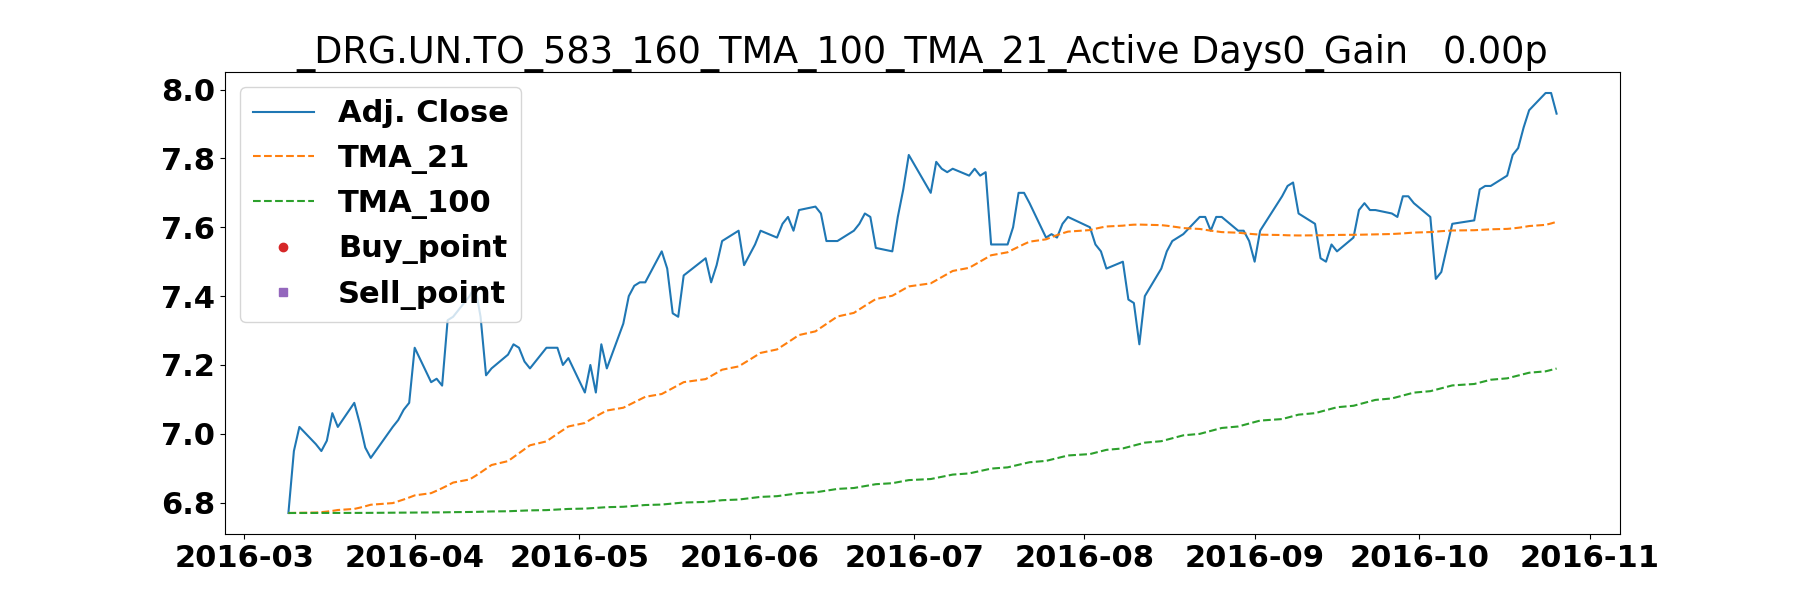 _DRG.UN.TO_583_160_TMA_100_TMA_21_Active Days0_Gain   0.00p
8.0
7.8
7.6
7.4
7.2
7.0
6.8
Adj. Close
TMA_21
TMA_100
Buy_point
Sell_point
2016-03 2016-04 2016-05 2016-06 2016-07 2016-08 2016-09 2016-10 2016-11